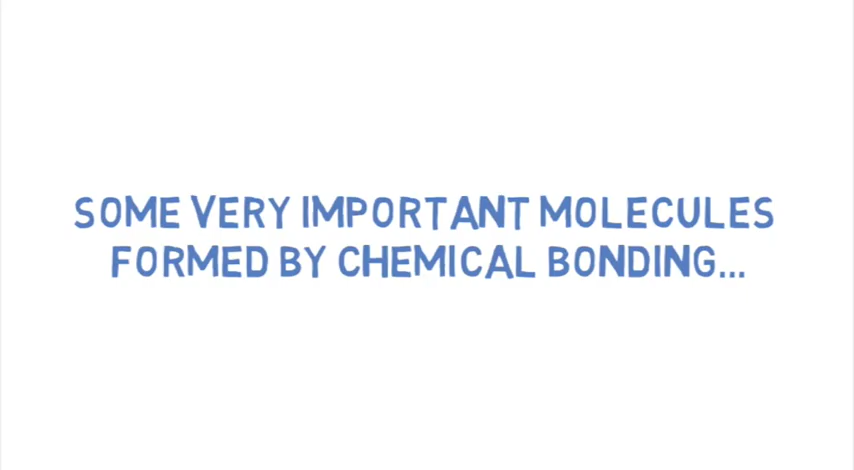 SOME VERY IMPORTANT MOLECULES
FORMED BY CHEMICAL BONDING...